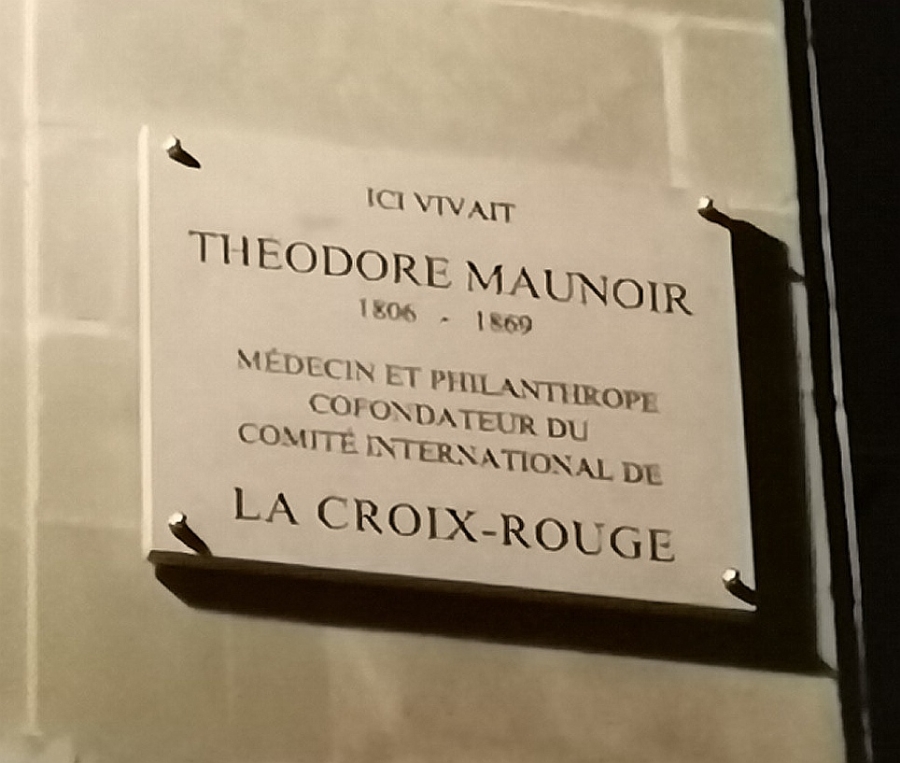 ICI VIVAIT
THEODORE MAUNOIR
1806 - 1869
MÉDECIN ET PHILANTHROPE
COFONDATEUR DU
COMITÉ INTERNATIONAL DE
LA CROIX-ROUGE